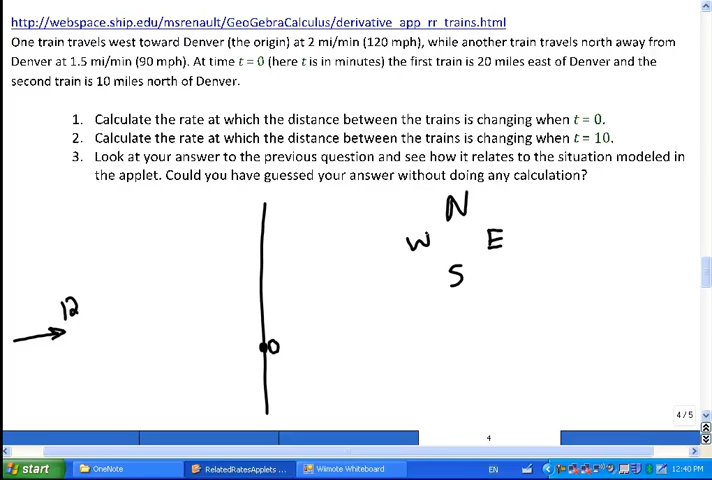 http://webspace.ship.edu/msrenault/GeoGebraCalculus/derivative_app_rr_trains.html
One train travels west toward Denver (the origin) at 2 mi/min (120 mph), while another train travels north away from
Denver at 1.5 mi/min (90 mph). At time t = 0 (here t is in minutes) the first train is 20 miles east of Denver and the
second train is 10 miles north of Denver.
1. Calculate the rate at which the distance between the trains is changing when t = 0.
2. Calculate the rate at which the distance between the trains is changing when t = 10.
3. Look at your answer to the previous question and see how it relates to the situation modeled in
the applet. Could you have guessed your answer without doing any calculation?
N
W E
S
12
0
4 / 5
4
start OneNote RelatedRatesApplets ... Wiimote Whiteboard EN 12:40 PM